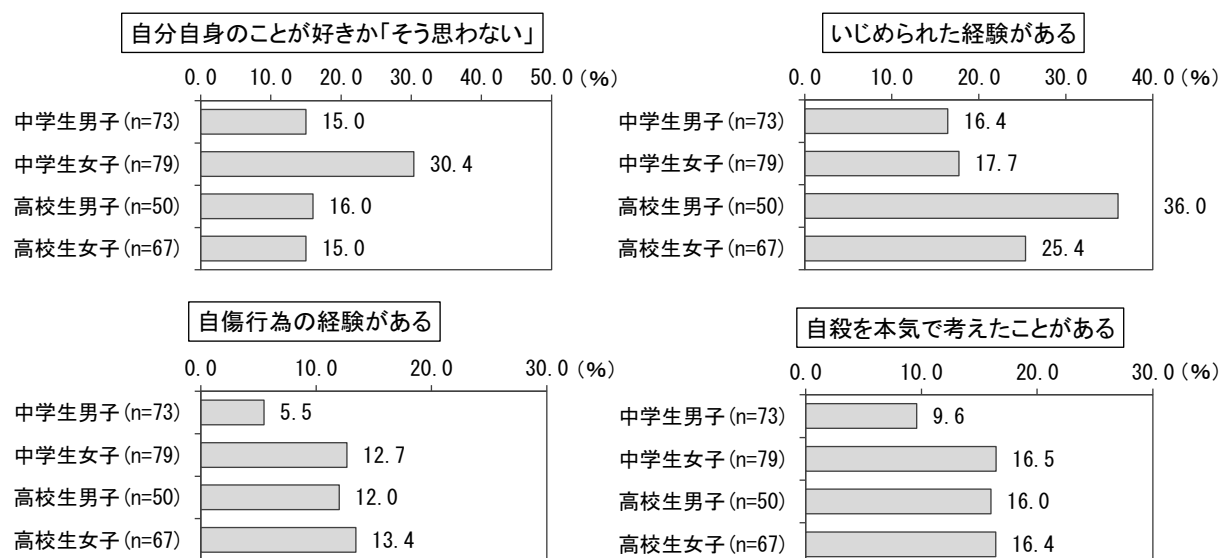 自分自身のことが好きか「そう思わない」
0.0 10.0 20.0 30.0 40.0 50.0 (%)
中学生男子(n=73) 15.0
中学生女子(n=79) 30.4
高校生男子(n=50) 16.0
高校生女子(n=67) 15.0
いじめられた経験がある
0.0 10.0 20.0 30.0 40.0 (%)
中学生男子(n=73) 16.4
中学生女子(n=79) 17.7
高校生男子(n=50) 36.0
高校生女子(n=67) 25.4
自傷行為の経験がある
0.0 10.0 20.0 30.0 (%)
中学生男子(n=73) 5.5
中学生女子(n=79) 12.7
高校生男子(n=50) 12.0
高校生女子(n=67) 13.4
自殺を本気で考えたことがある
0.0 10.0 20.0 30.0 (%)
中学生男子(n=73) 9.6
中学生女子(n=79) 16.5
高校生男子(n=50) 16.0
高校生女子(n=67) 16.4